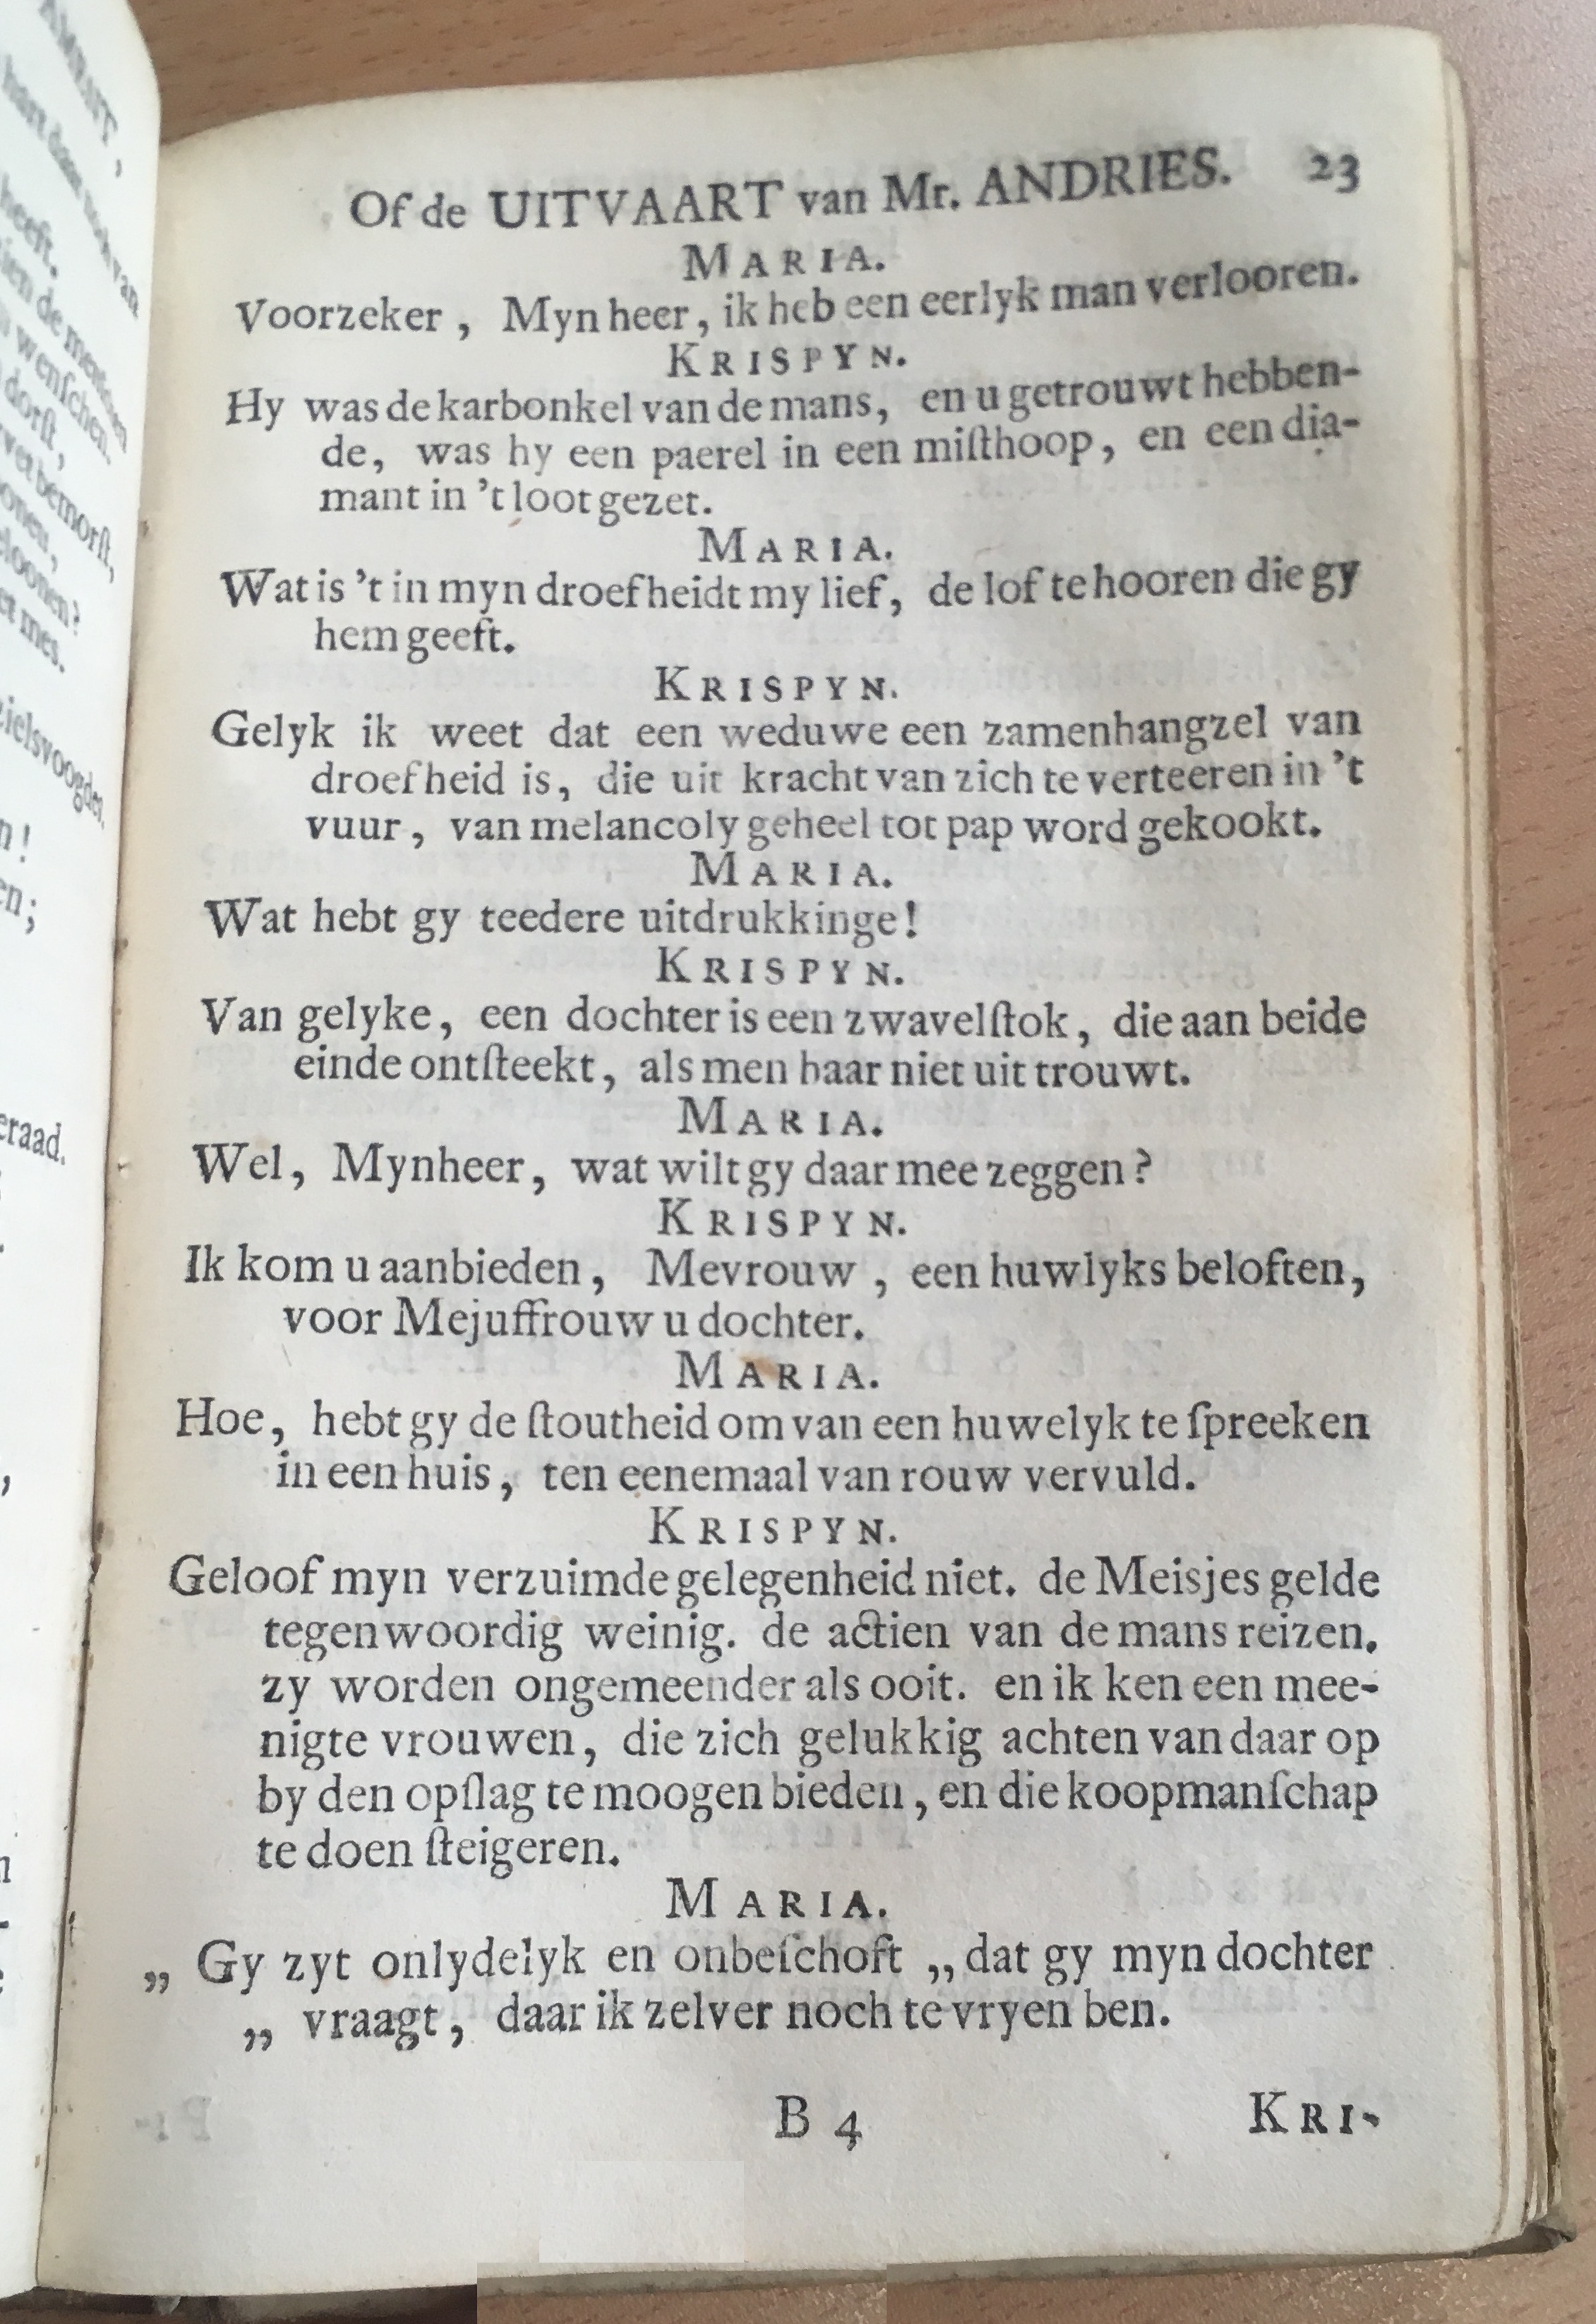 Of de UITVAART van Mr. ANDRIES. 23
MARIA.
Voorzeker, Mynheer, ik heb een eerlyk man verlooren.
KRISPYN.
Hy was de karbonkel van de mans, en u getrouwt hebben-
de, was hy een paerel in een miſthoop, en een dia-
mant in 't loot gezet.
MARIA.
Wat is 't in myn droefheidt my lief, de lof te hooren die gy
hem geeft.
KRISPYN.
Gelyk ik weet dat een weduwe een zamenhangzel van
droefheid is, die uit kracht van zich te verteeren in 't
vuur, van melancoly geheel tot pap word gekookt.
MARIA.
Wat hebt gy teedere uitdrukkinge!
KRISPYN.
Van gelyke, een dochter is een zwavelſtok, die aan beide
einde ontſteekt, als men haar niet uit trouwt.
MARIA.
Wel, Mynheer, wat wilt gy daar mee zeggen?
KRISPYN.
Ik kom u aanbieden, Mevrouw, een huwlyks beloften,
voor Mejuffrouw u dochter.
MARIA.
Hoe, hebt gy de ſtoutheid om van een huwelyk te ſpreeken
in een huis, ten eenemaal van rouw vervuld.
KRISPYN.
Geloof myn verzuimde gelegenheid niet. de Meisjes gelde
tegenwoordig weinig. de actien van de mans reizen.
zy worden ongemeender als ooit. en ik ken een mee-
nigte vrouwen, die zich gelukkig achten van daar op
by den opſlag te moogen bieden, en die koopmanſchap
te doen ſteigeren.
MARIA.
„ Gy zyt onlydelyk en onbeſchoft „ dat gy myn dochter
„ vraagt, daar ik zelver noch te vryen ben.
B 4 KRI-